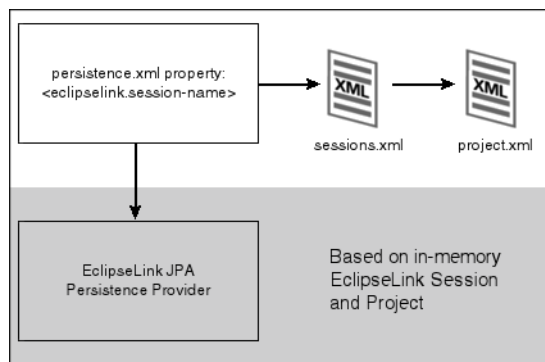 persistence.xml property:
<eclipselink.session-name>
XML
XML
sessions.xml
project.xml
EclipseLink JPA
Persistence Provider
Based on in-memory
EclipseLink Session
and Project